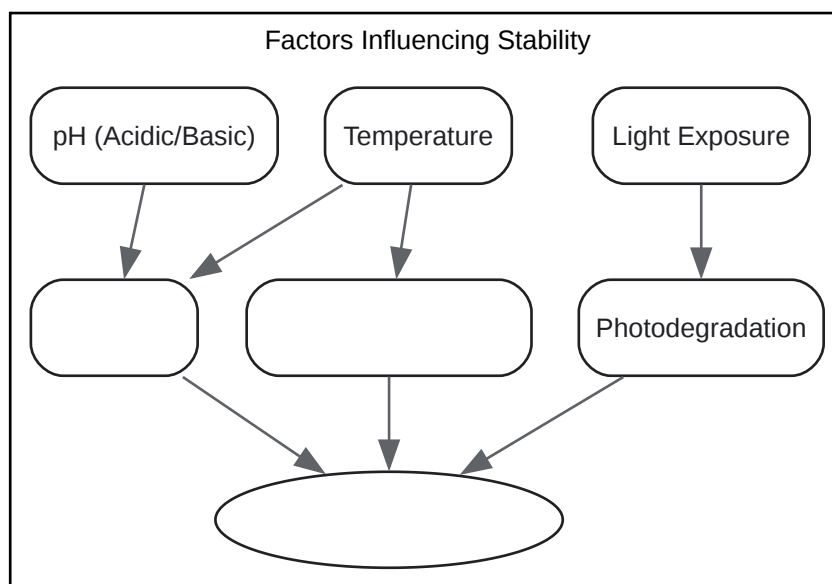 Factors Influencing Stability
pH (Acidic/Basic)
Temperature
Light Exposure
Photodegradation